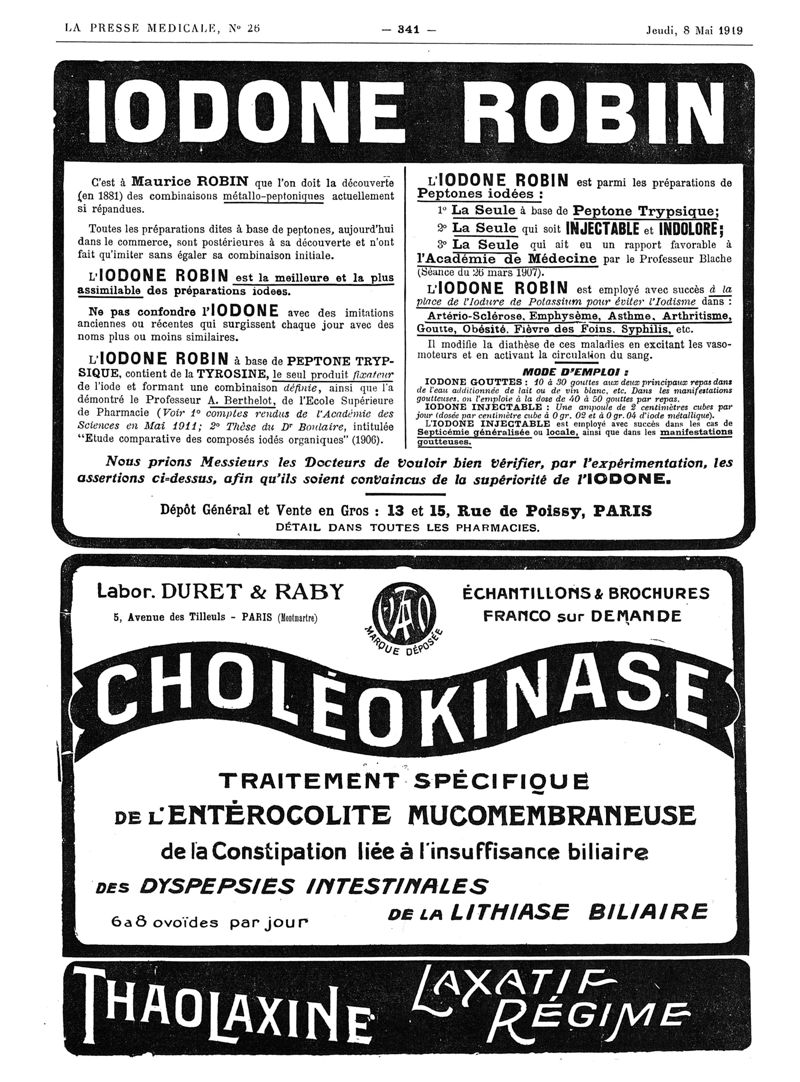 LA PRESSE MEDICALE, Nº 26
— 341 —
Jeudi, 8 Mai 1919
IODONE ROBIN
C'est à Maurice ROBIN que l'on doit la découverte
(en 1881) des combinaisons métallo-peptoniques actuellement
si répandues.
Toutes les préparations dites à base de peptones, aujourd'hui
dans le commerce, sont postérieures à sa découverte et n'ont
fait qu'imiter sans égaler sa combinaison initiale.
L'IODONE ROBIN est la meilleure et la plus
assimilable des préparations iodees.
Ne pas confondre l'IODONE avec des imitations
anciennes ou récentes qui surgissent chaque jour avec des
noms plus ou moins similaires.
L'IODONE ROBIN à base de PEPTONE TRYP-
SIQUE, contient de la TYROSINE, le seul produit fixateur
de l'iode et formant une combinaison définie, ainsi que l'a
démontré le Professeur A. Berthelot, de l'Ecole Supérieure
de Pharmacie (Voir 1º comptes rendus de l'Académie des
Sciences en Mai 1911; 2º Thèse du Dr Boulaire, intitulée
"Etude comparative des composés iodés organiques" (1906).
L'IODONE ROBIN est parmi les préparations de
Peptones iodées :
1º La Seule à base de Peptone Trypsique;
2º La Seule qui soit INJECTABLE et INDOLORE;
3º La Seule qui ait eu un rapport favorable à
l'Académie de Médecine par le Professeur Blache
(Séance du 26 mars 1907).
L'IODONE ROBIN est employé avec succès à la
place de l'Iodure de Potassium pour éviter l'Iodisme dans :
Artério-Sclérose, Emphysème, Asthme, Arthritisme,
Goutte, Obésité, Fièvre des Foins, Syphilis, etc.
Il modifie la diathèse de ces maladies en excitant les vaso-
moteurs et en activant la circulation du sang.
MODE D'EMPLOI :
IODONE GOUTTES : 10 à 30 gouttes aux deux principaux repas dans
de l'eau additionnée de lait ou de vin blanc, etc. Dans les manifestations
goutteuses, on l'emploie à la dose de 40 à 50 gouttes par repas.
IODONE INJECTABLE : Une ampoule de 2 centimètres cubes par
jour (dosée par centimètre cube à 0 gr. 02 et à 0 gr. 04 d'iode métallique).
L'IODONE INJECTABLE est employé avec succès dans les cas de
Septicémie généralisée ou locale, ainsi que dans les manifestations
goutteuses.
Nous prions Messieurs les Docteurs de vouloir bien vérifier, par l'expérimentation, les
assertions ci-dessus, afin qu'ils soient convaincus de la supériorité de l'IODONE.
Dépôt Général et Vente en Gros : 13 et 15, Rue de Poissy, PARIS
DÉTAIL DANS TOUTES LES PHARMACIES.
Labor. DURET & RABY
5, Avenue des Tilleuls - PARIS (Montmartre)
MARQUE DÉPOSÉE
ÉCHANTILLONS & BROCHURES
FRANCO sur DEMANDE
CHOLÉOKINASE
TRAITEMENT SPÉCIFIQUE
DE L'ENTÉROCOLITE MUCOMEMBRANEUSE
de la Constipation liée à l'insuffisance biliaire
DES DYSPEPSIES INTESTINALES
6 a 8 ovoïdes par jour
DE LA LITHIASE BILIAIRE
THAOLAXINE
LAXATIF
RÉGIME